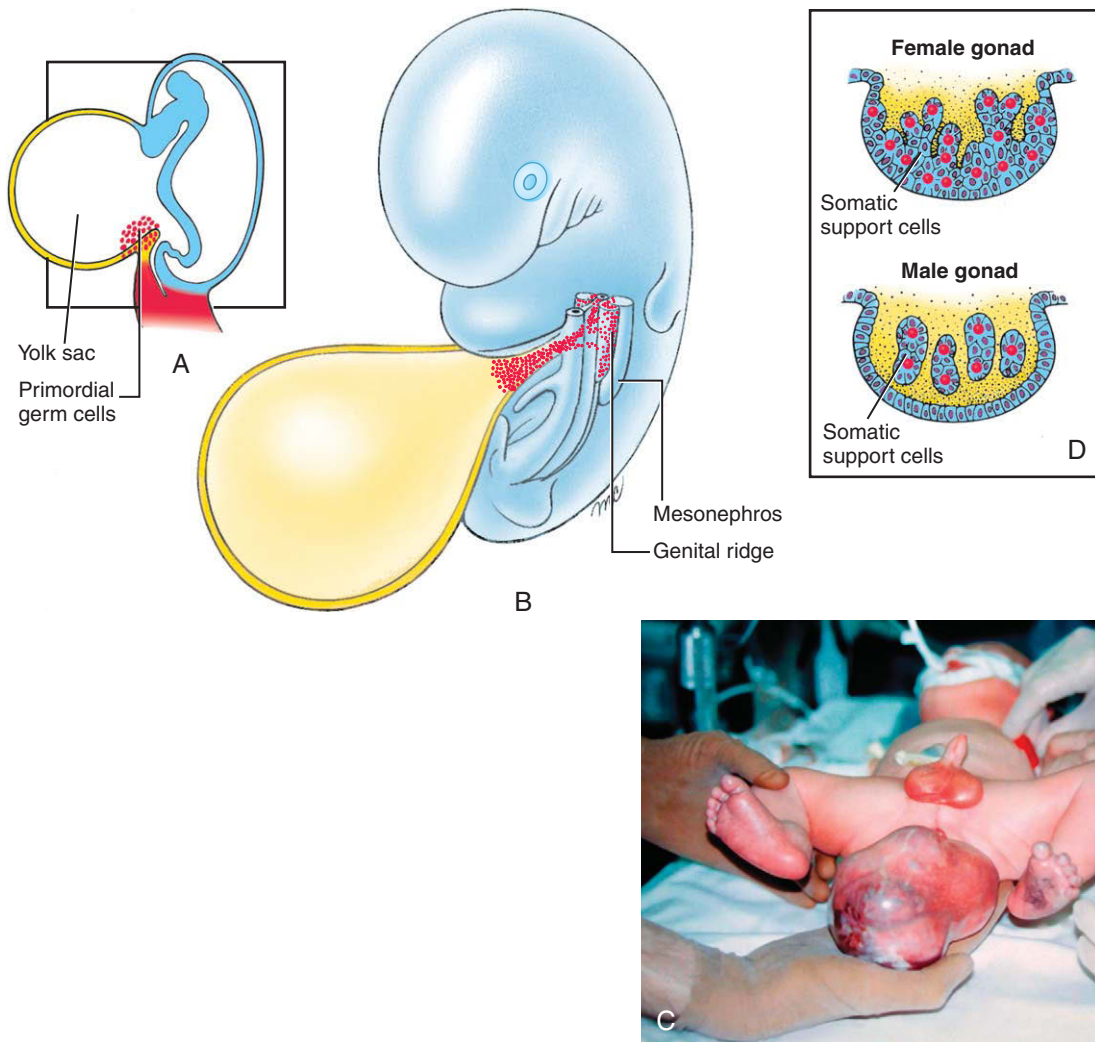 Yolk sac
Primordial
germ cells
A
Mesonephros
Genital ridge
B
Female gonad
Somatic
support cells
Male gonad
Somatic
support cells
D
C